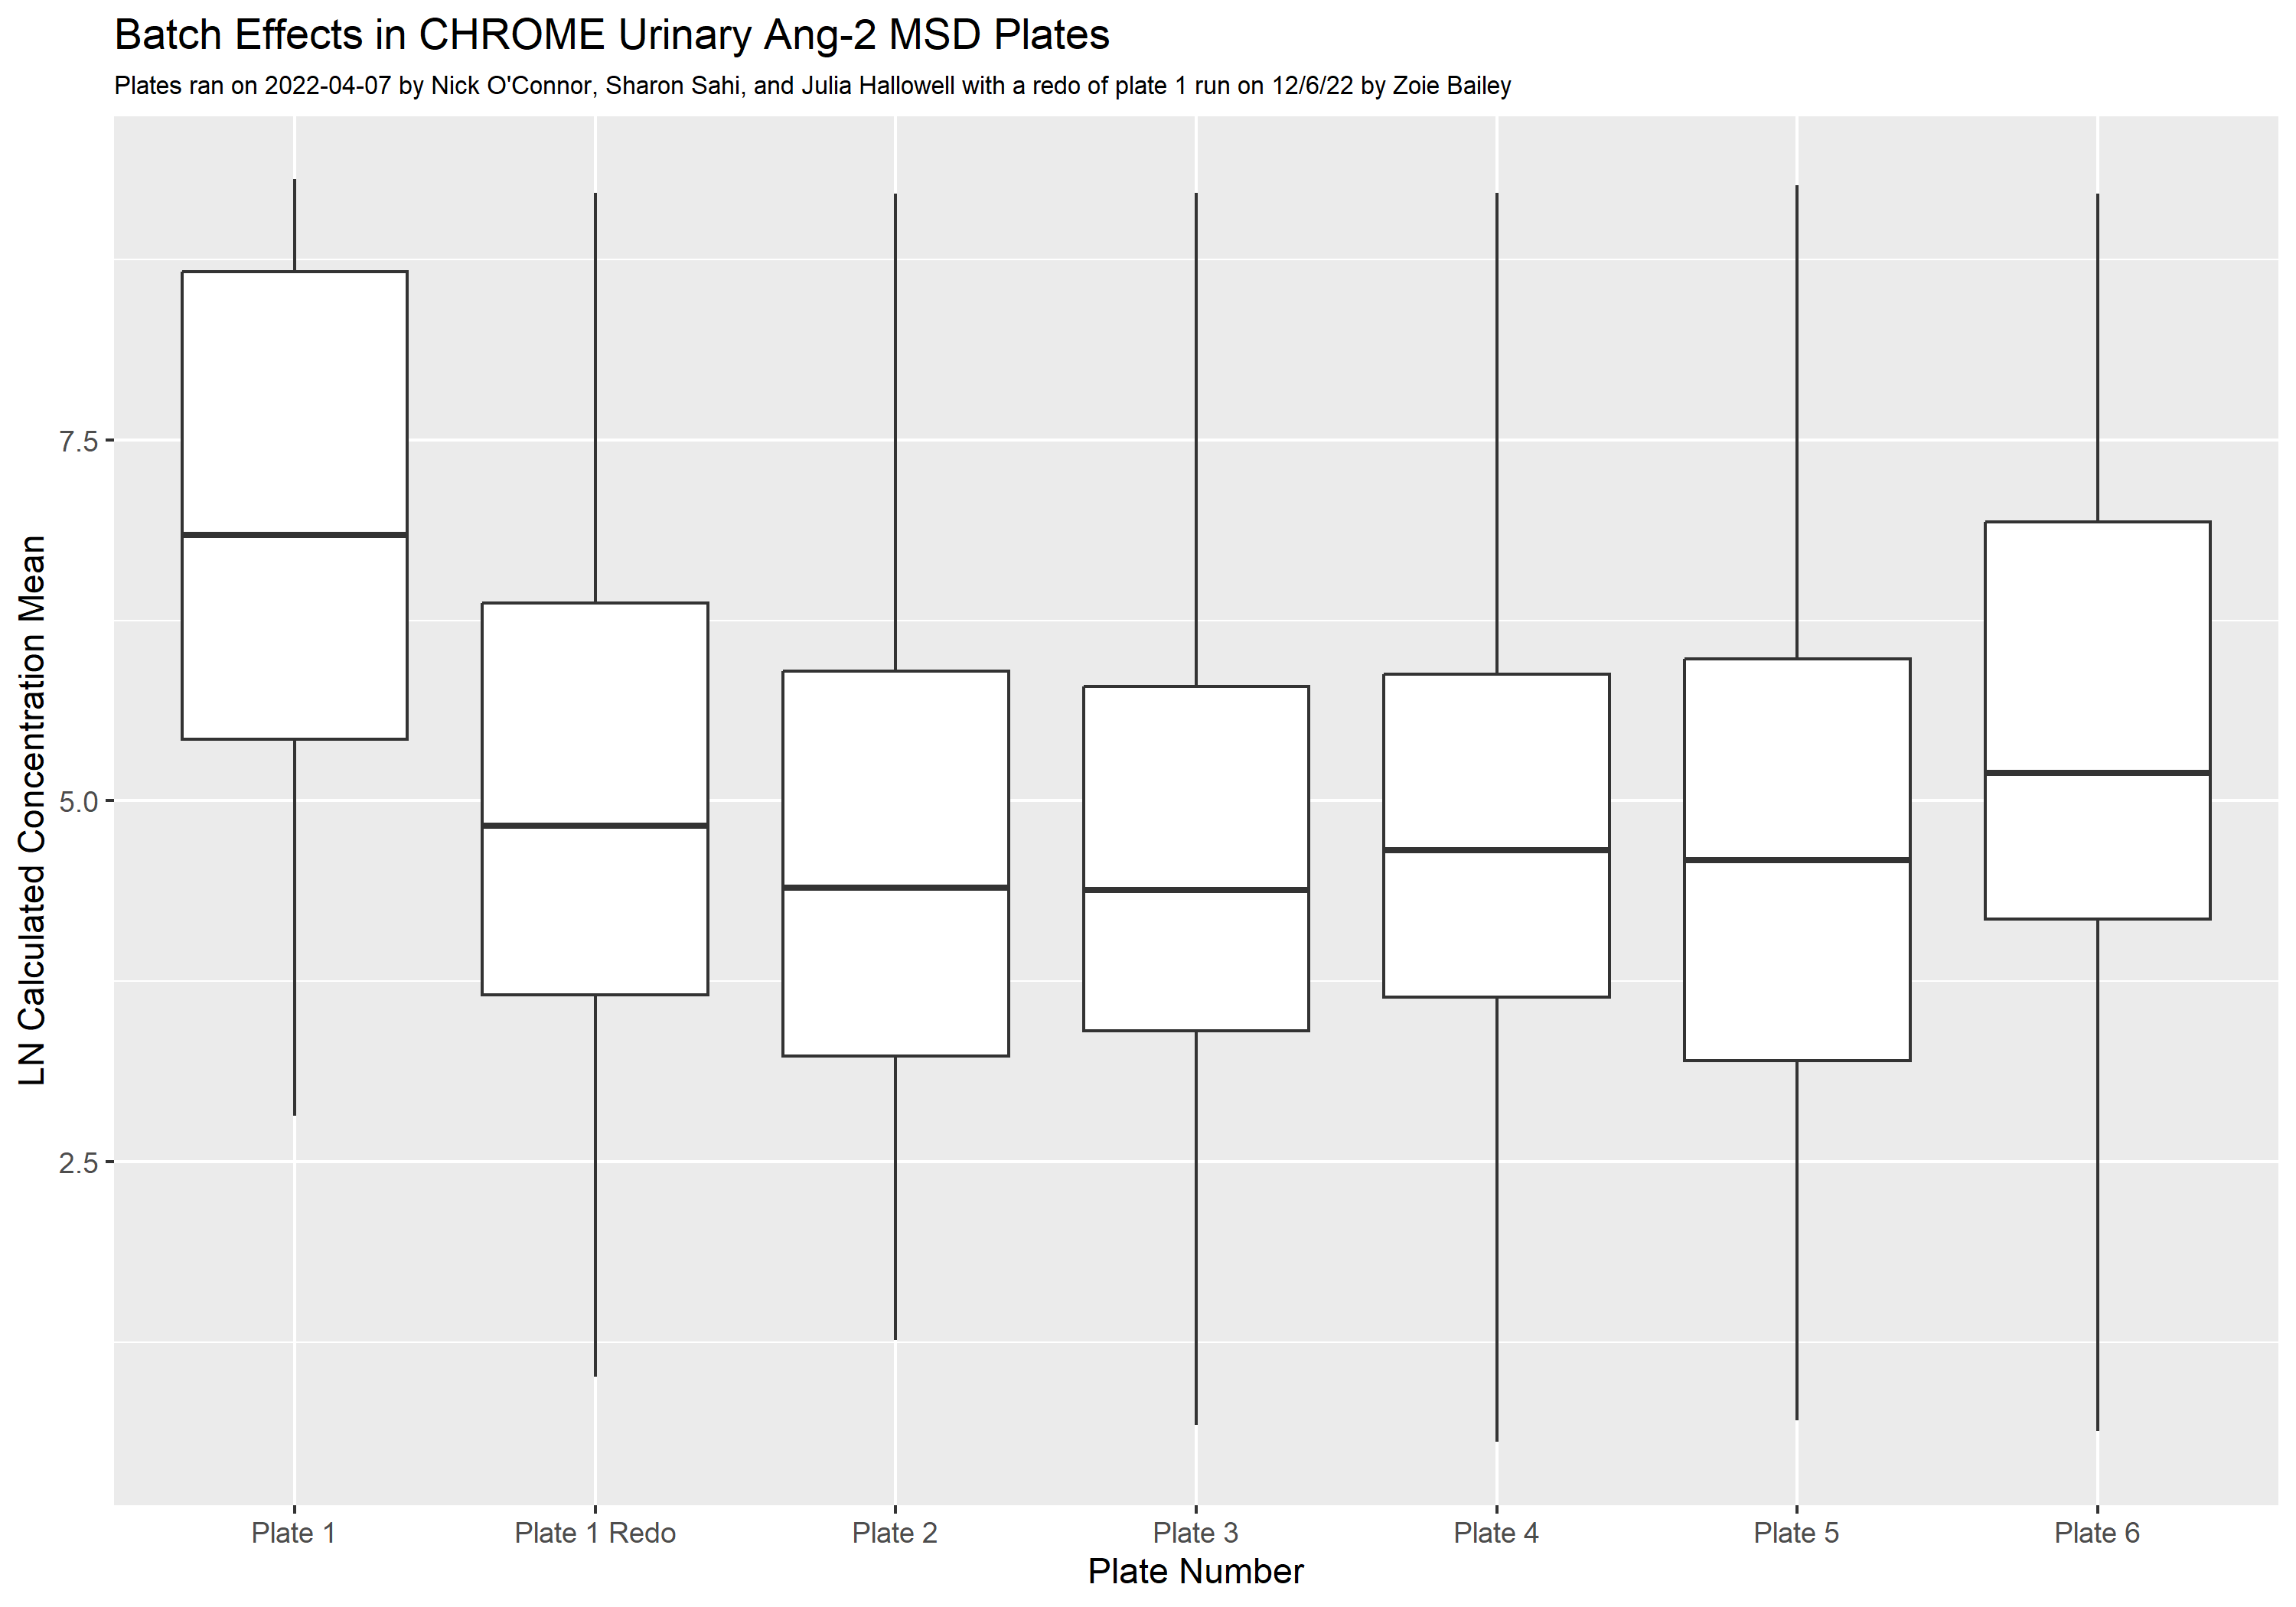 Batch Effects in CHROME Urinary Ang-2 MSD Plates
Plates ran on 2022-04-07 by Nick O'Connor, Sharon Sahi, and Julia Hallowell with a redo of plate 1 run on 12/6/22 by Zoie Bailey
LN Calculated Concentration Mean
7.5
5.0
2.5
Plate 1 Plate 1 Redo Plate 2 Plate 3 Plate 4 Plate 5 Plate 6
Plate Number